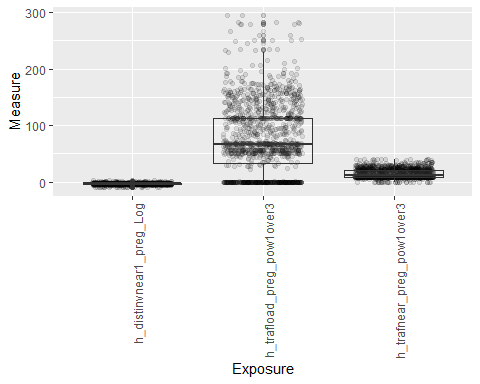 300
200
100
0
Measure
h_distinvnear1_preg_Log
h_trafload_preg_pow1over3
h_trafnear_preg_pow1over3
Exposure